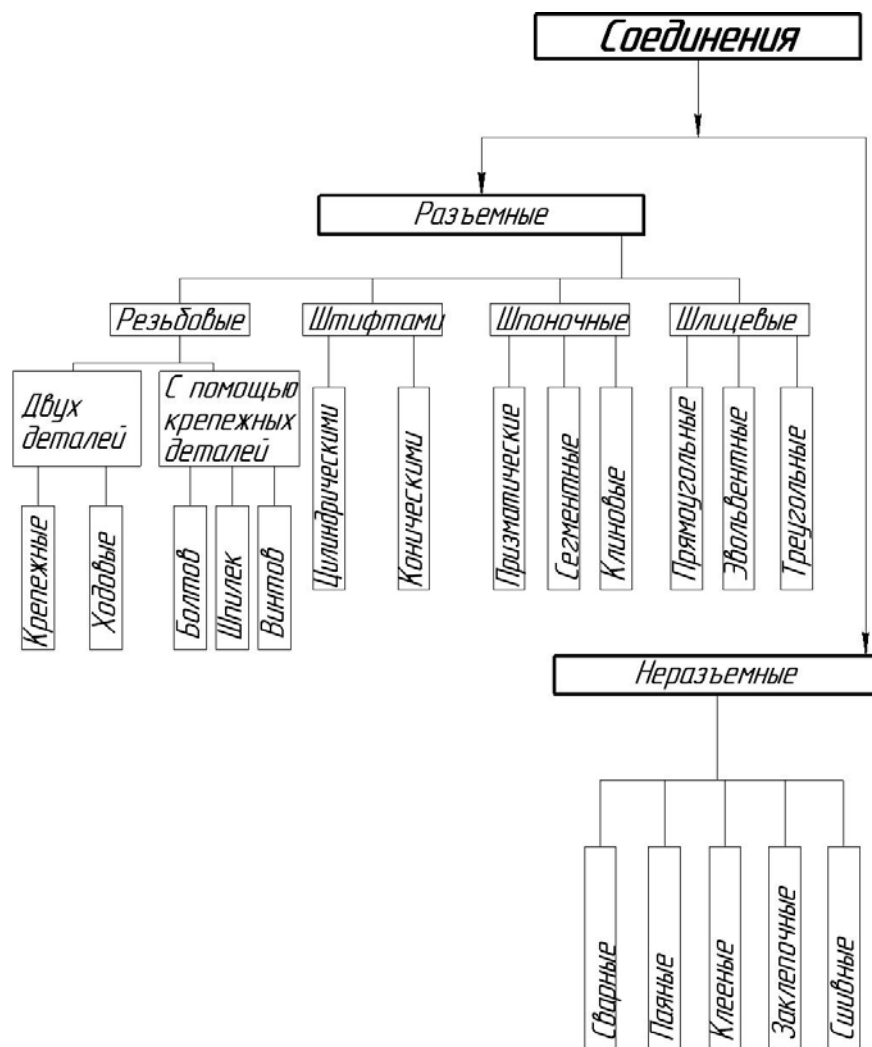 Соединения
Разъемные
Резьбовые
Штифтами
Шпоночные
Шлицевые
Двух
деталей
С помощью
крепежных
деталей
Крепежные
Ходовые
Болтов
Шпилек
Винтов
Цилиндрическими
Коническими
Призматические
Сегментные
Клиновые
Прямоугольные
Эвольвентные
Треугольные
Неразъемные
Сварные
Паяные
Клееные
Заклепочные
Сшивные